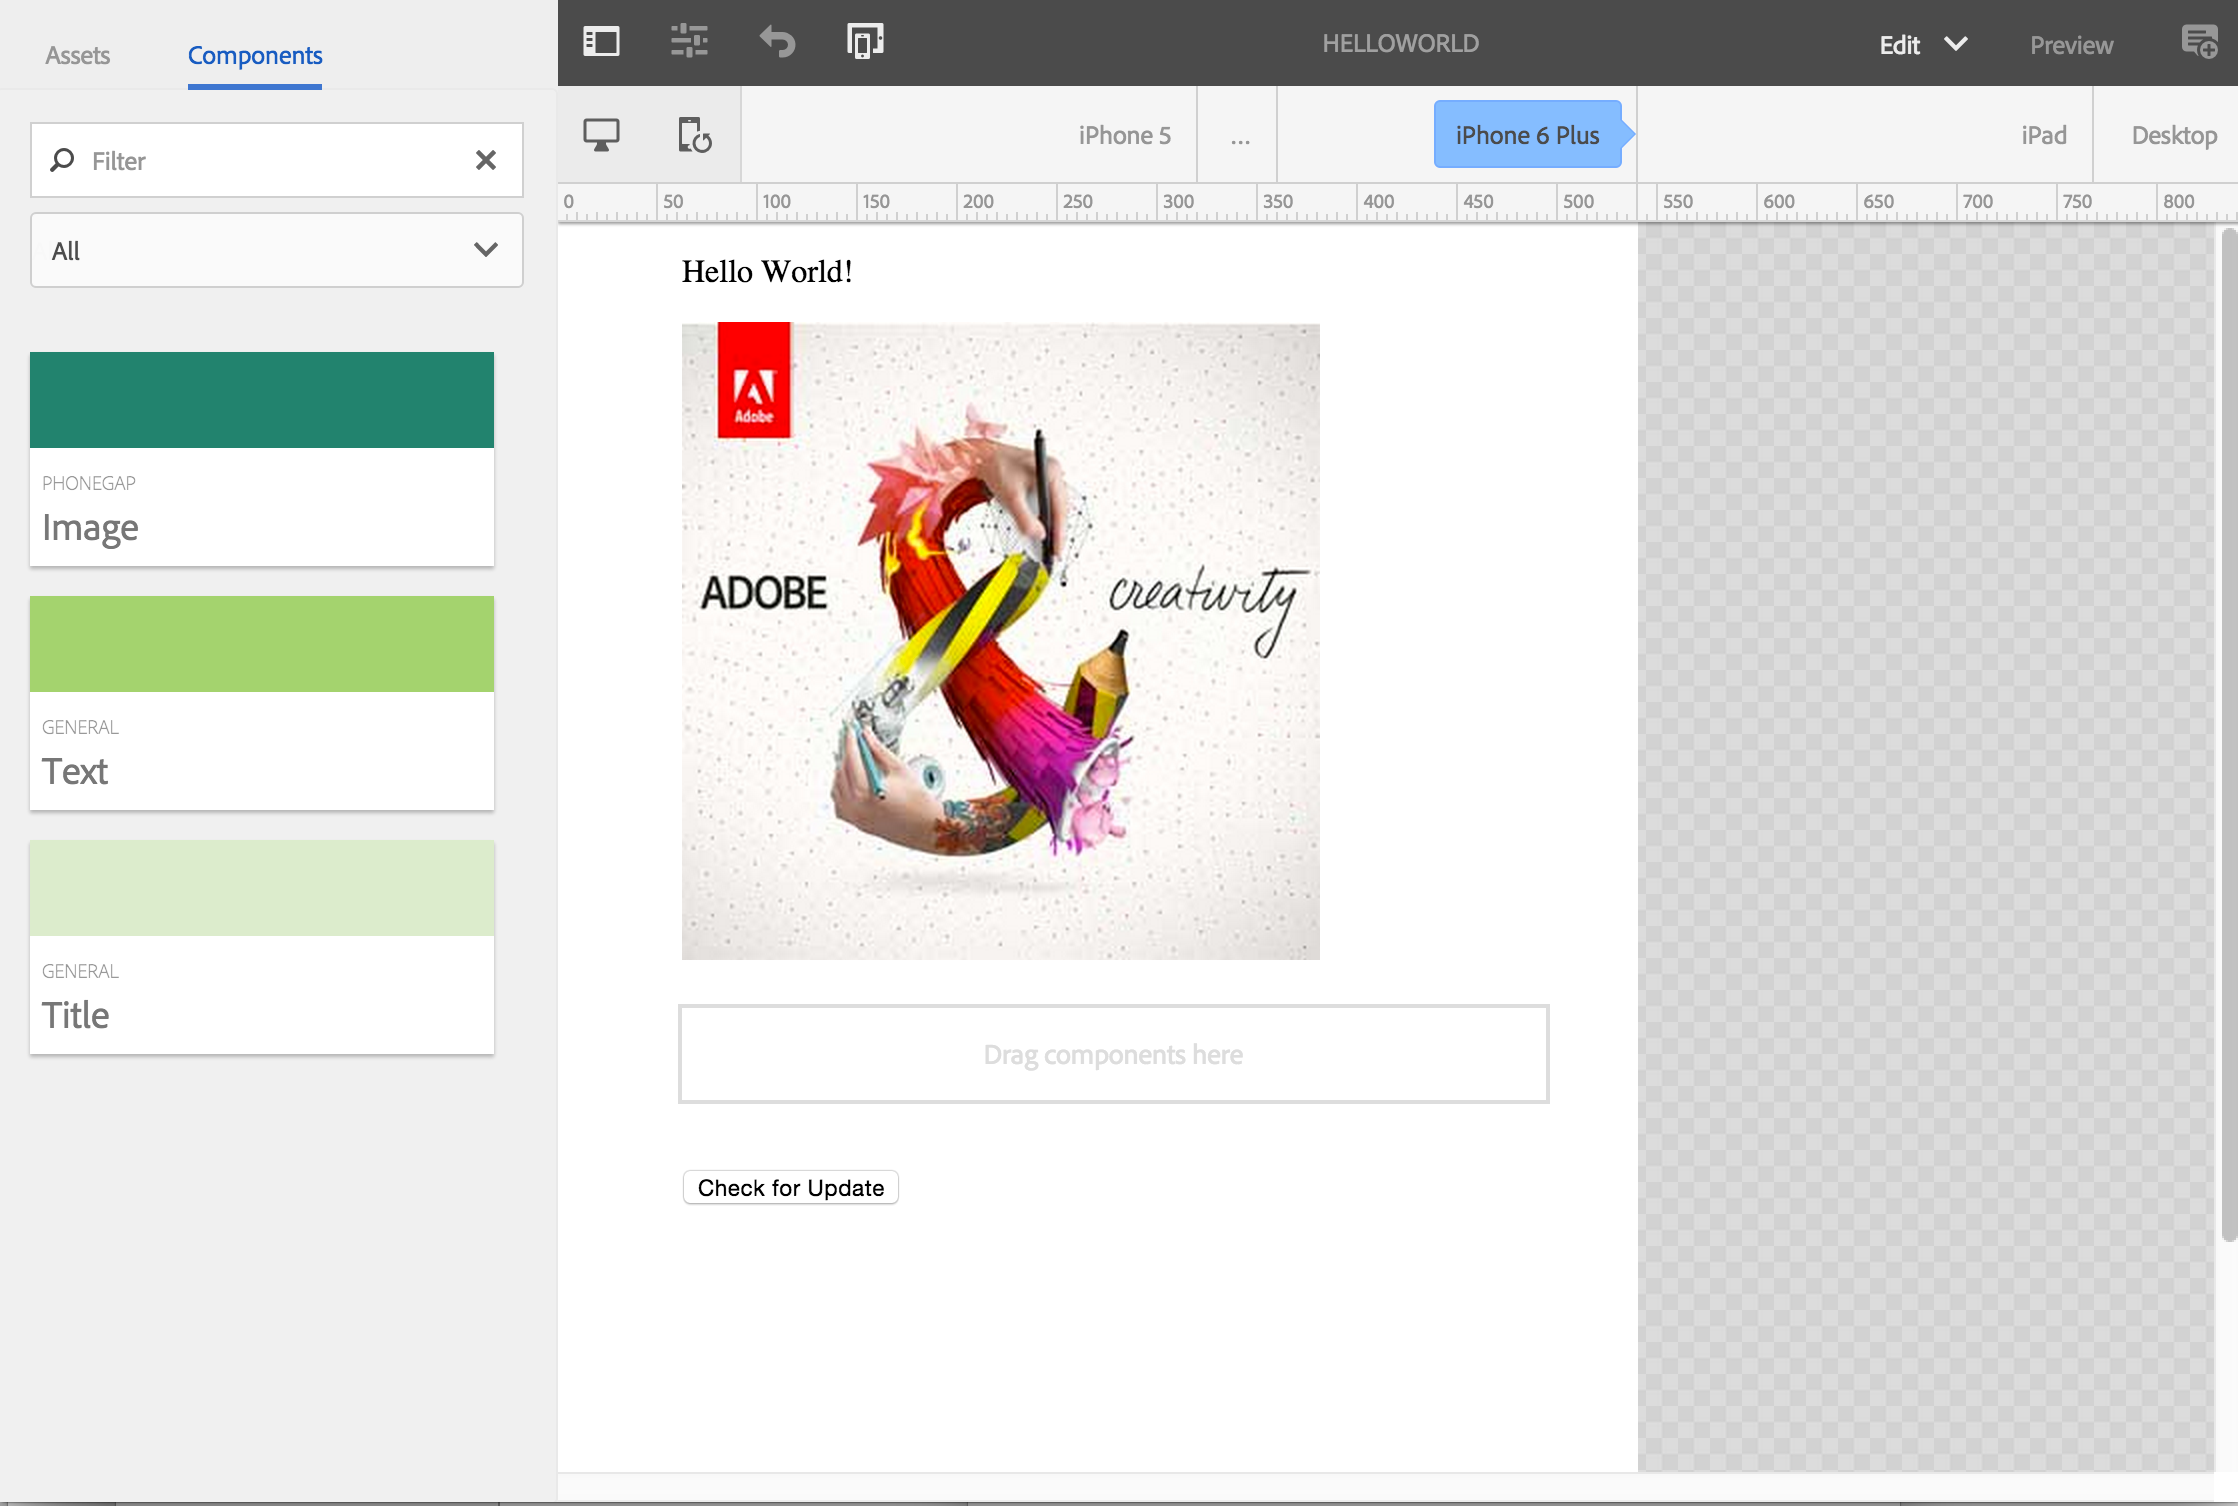 Assets
Components
HELLOWORLD
Edit
Preview
Filter
All
iPhone 5
...
iPhone 6 Plus
iPad
Desktop
0 50 100 150 200 250 300 350 400 450 500 550 600 650 700 750 800
PHONEGAP
Image
GENERAL
Text
GENERAL
Title
Hello World!
Adobe
ADOBE
creativity
Drag components here
Check for Update